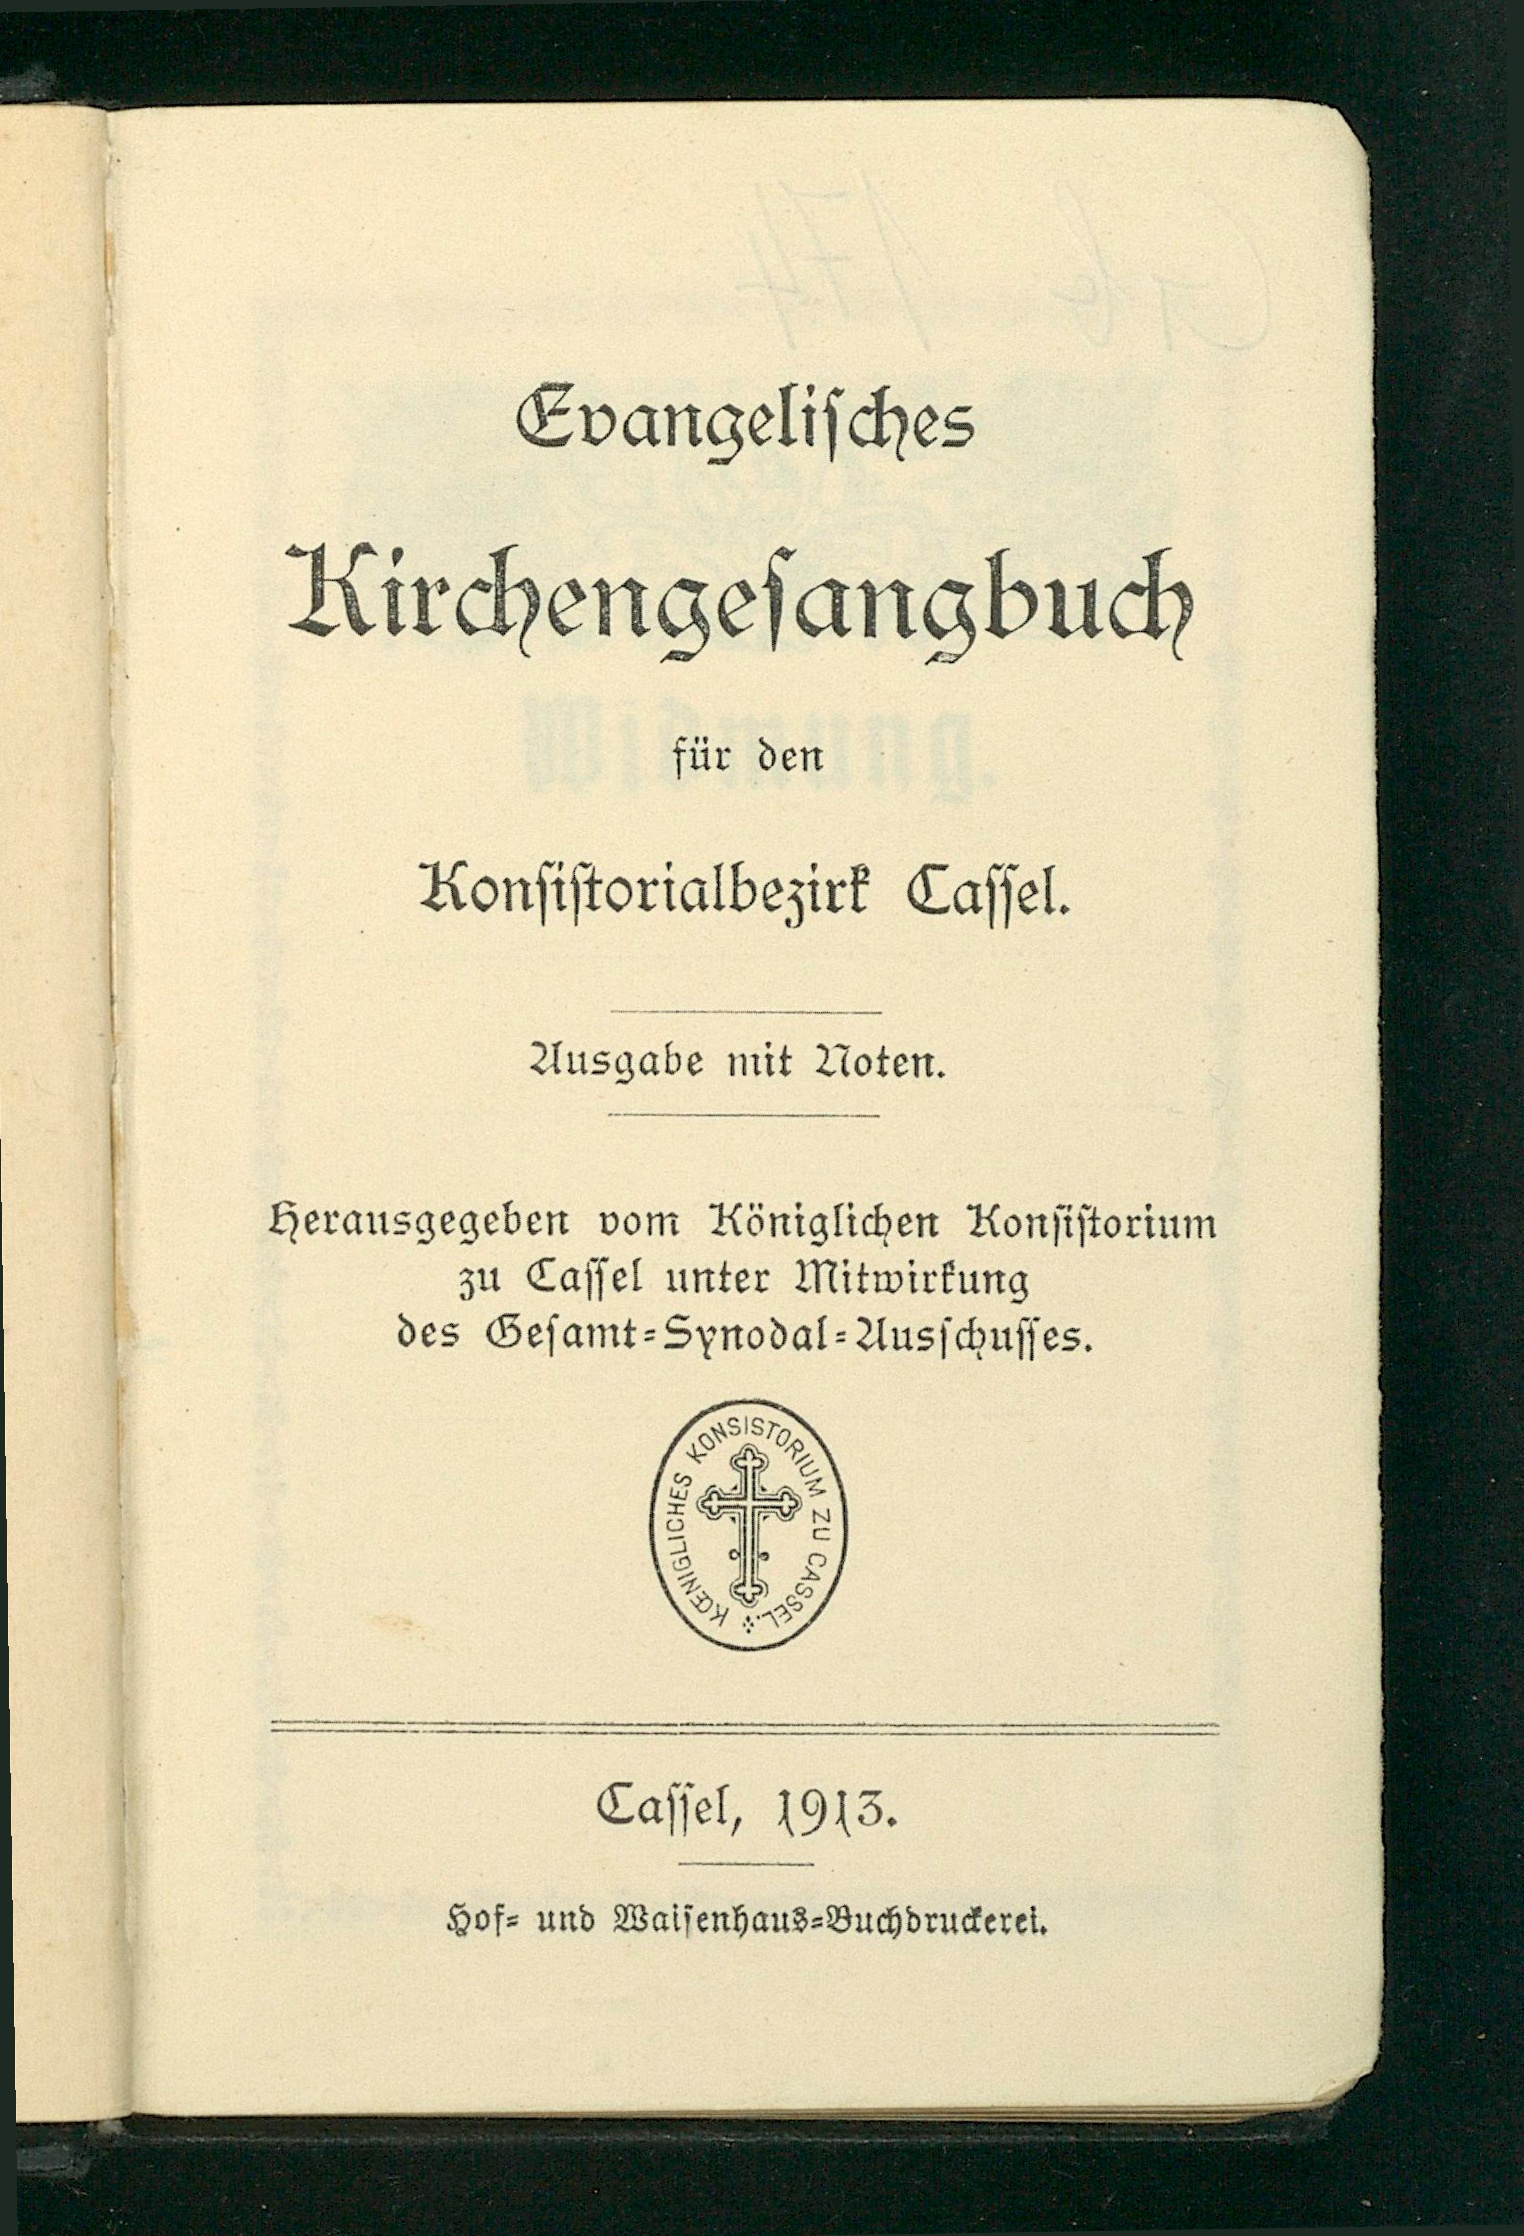 Evangeliſches
Kirchengeſangbuch
für den
Konſiſtorialbezirk Caſſel.
Ausgabe mit Noten.
Herausgegeben vom Königlichen Konſiſtorium
zu Caſſel unter Mitwirkung
des Geſamt=Synodal=Ausſchuſſes.
KŒNIGLICHES KONSISTORIUM ZU CASSEL.
Caſſel, 1913.
Hof= und Waiſenhaus=Buchdruckerei.